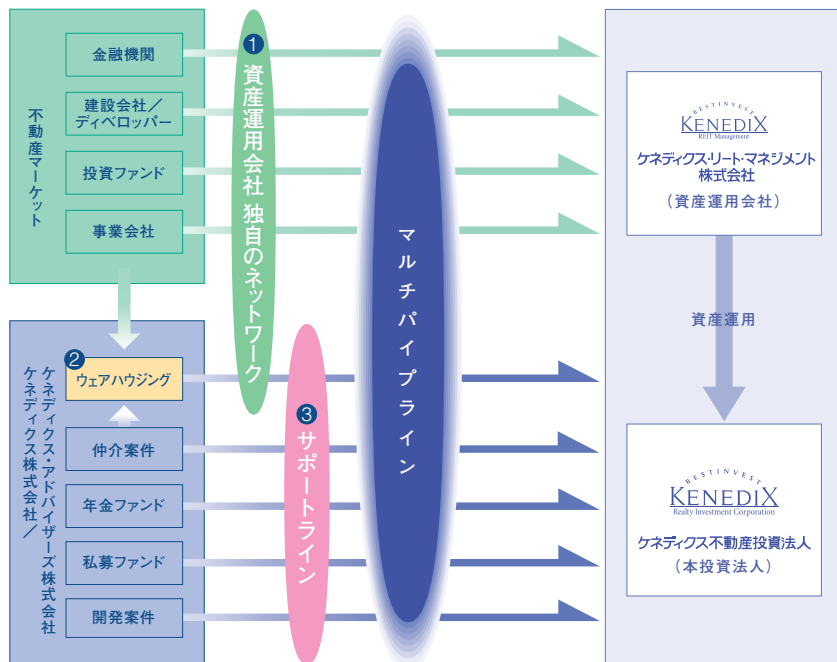 不動産マーケット
金融機関
建設会社／
ディベロッパー
投資ファンド
事業会社
ケネディクス株式会社／
ケネディクス・アドバイザーズ株式会社
2
ウェアハウジング
仲介案件
年金ファンド
私募ファンド
開発案件
1 資産運用会社 独自のネットワーク
3 サポートライン
マルチパイプライン
BESTINVEST
KENEDIX
REIT Management
ケネディクス・リート・マネジメント
株式会社
（資産運用会社）
資産運用
BESTINVEST
KENEDIX
Realty Investment Corporation
ケネディクス不動産投資法人
（本投資法人）